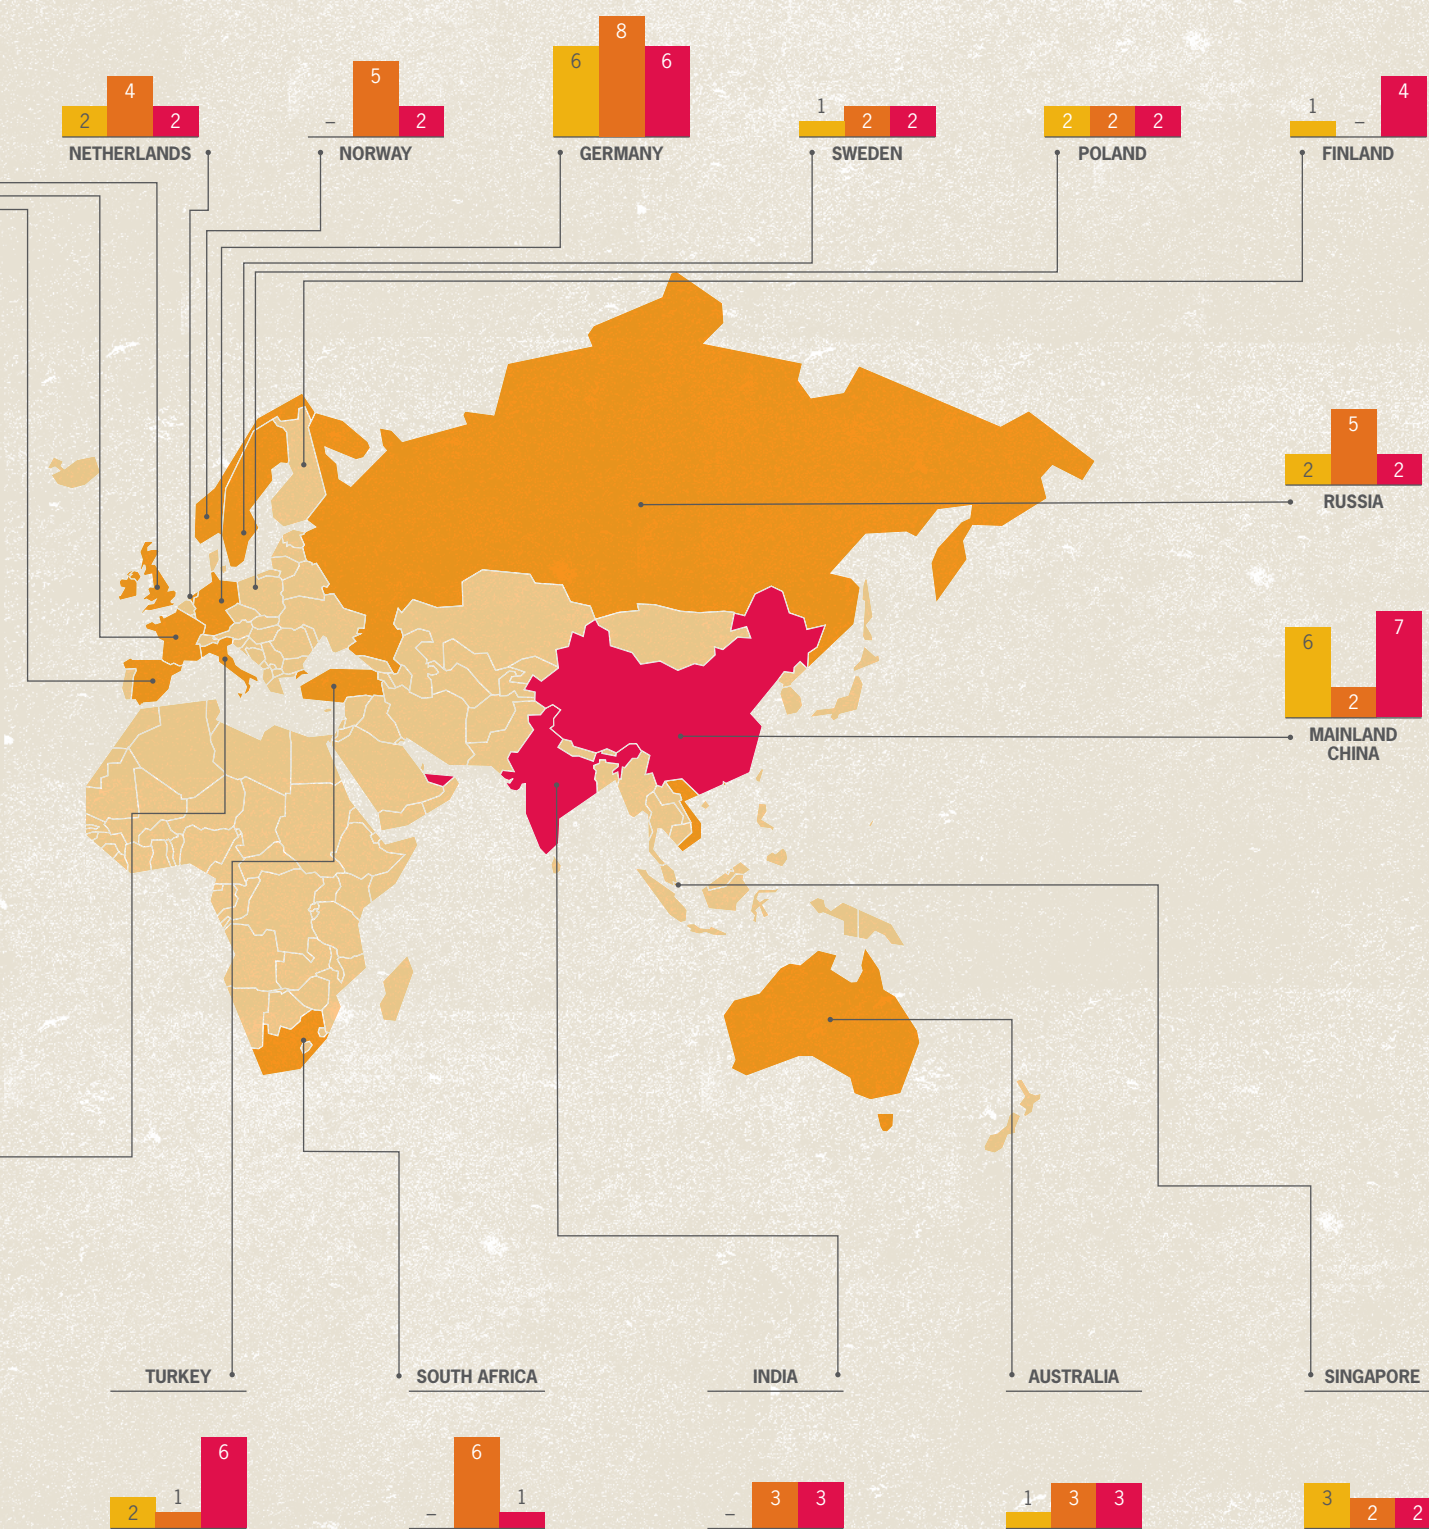 8
6
6
5
4
4
2
2
–
2
1
2
2
2
2
2
1
–
NETHERLANDS
NORWAY
GERMANY
SWEDEN
POLAND
FINLAND
5
2
2
RUSSIA
7
6
2
MAINLAND
CHINA
TURKEY
SOUTH AFRICA
INDIA
AUSTRALIA
SINGAPORE
2
1
6
–
6
1
–
3
3
1
3
3
3
2
2